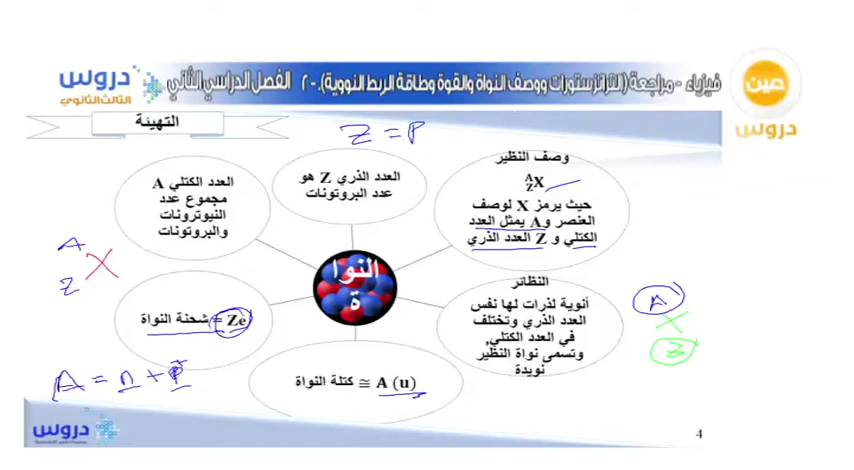 عين
دروس
فيزياء - مراجعة (الترانزستورات ووصف النواة والقوة وطاقة الربط النووية). -٢ الفصل الدراسي الثاني
دروس
الثالث الثانوي
التهيئة
Z = P
وصف النظير
A
Z X
حيث يرمز X لوصف
العنصر و A يمثل العدد
الكتلي و Z العدد الذري
العدد الذري Z هو
عدد البروتونات
العدد الكتلي A
مجموع عدد
النيوترونات
والبروتونات
A
Z X
النوا
ة
النظائر
أنوية لذرات لها نفس
العدد الذري وتختلف
في العدد الكتلي,
وتسمى نواة النظير
نويدة
A
X
Z
شحنة النواة = Ze
كتلة النواة ≅ A (u)
A = n + P
دروس
4